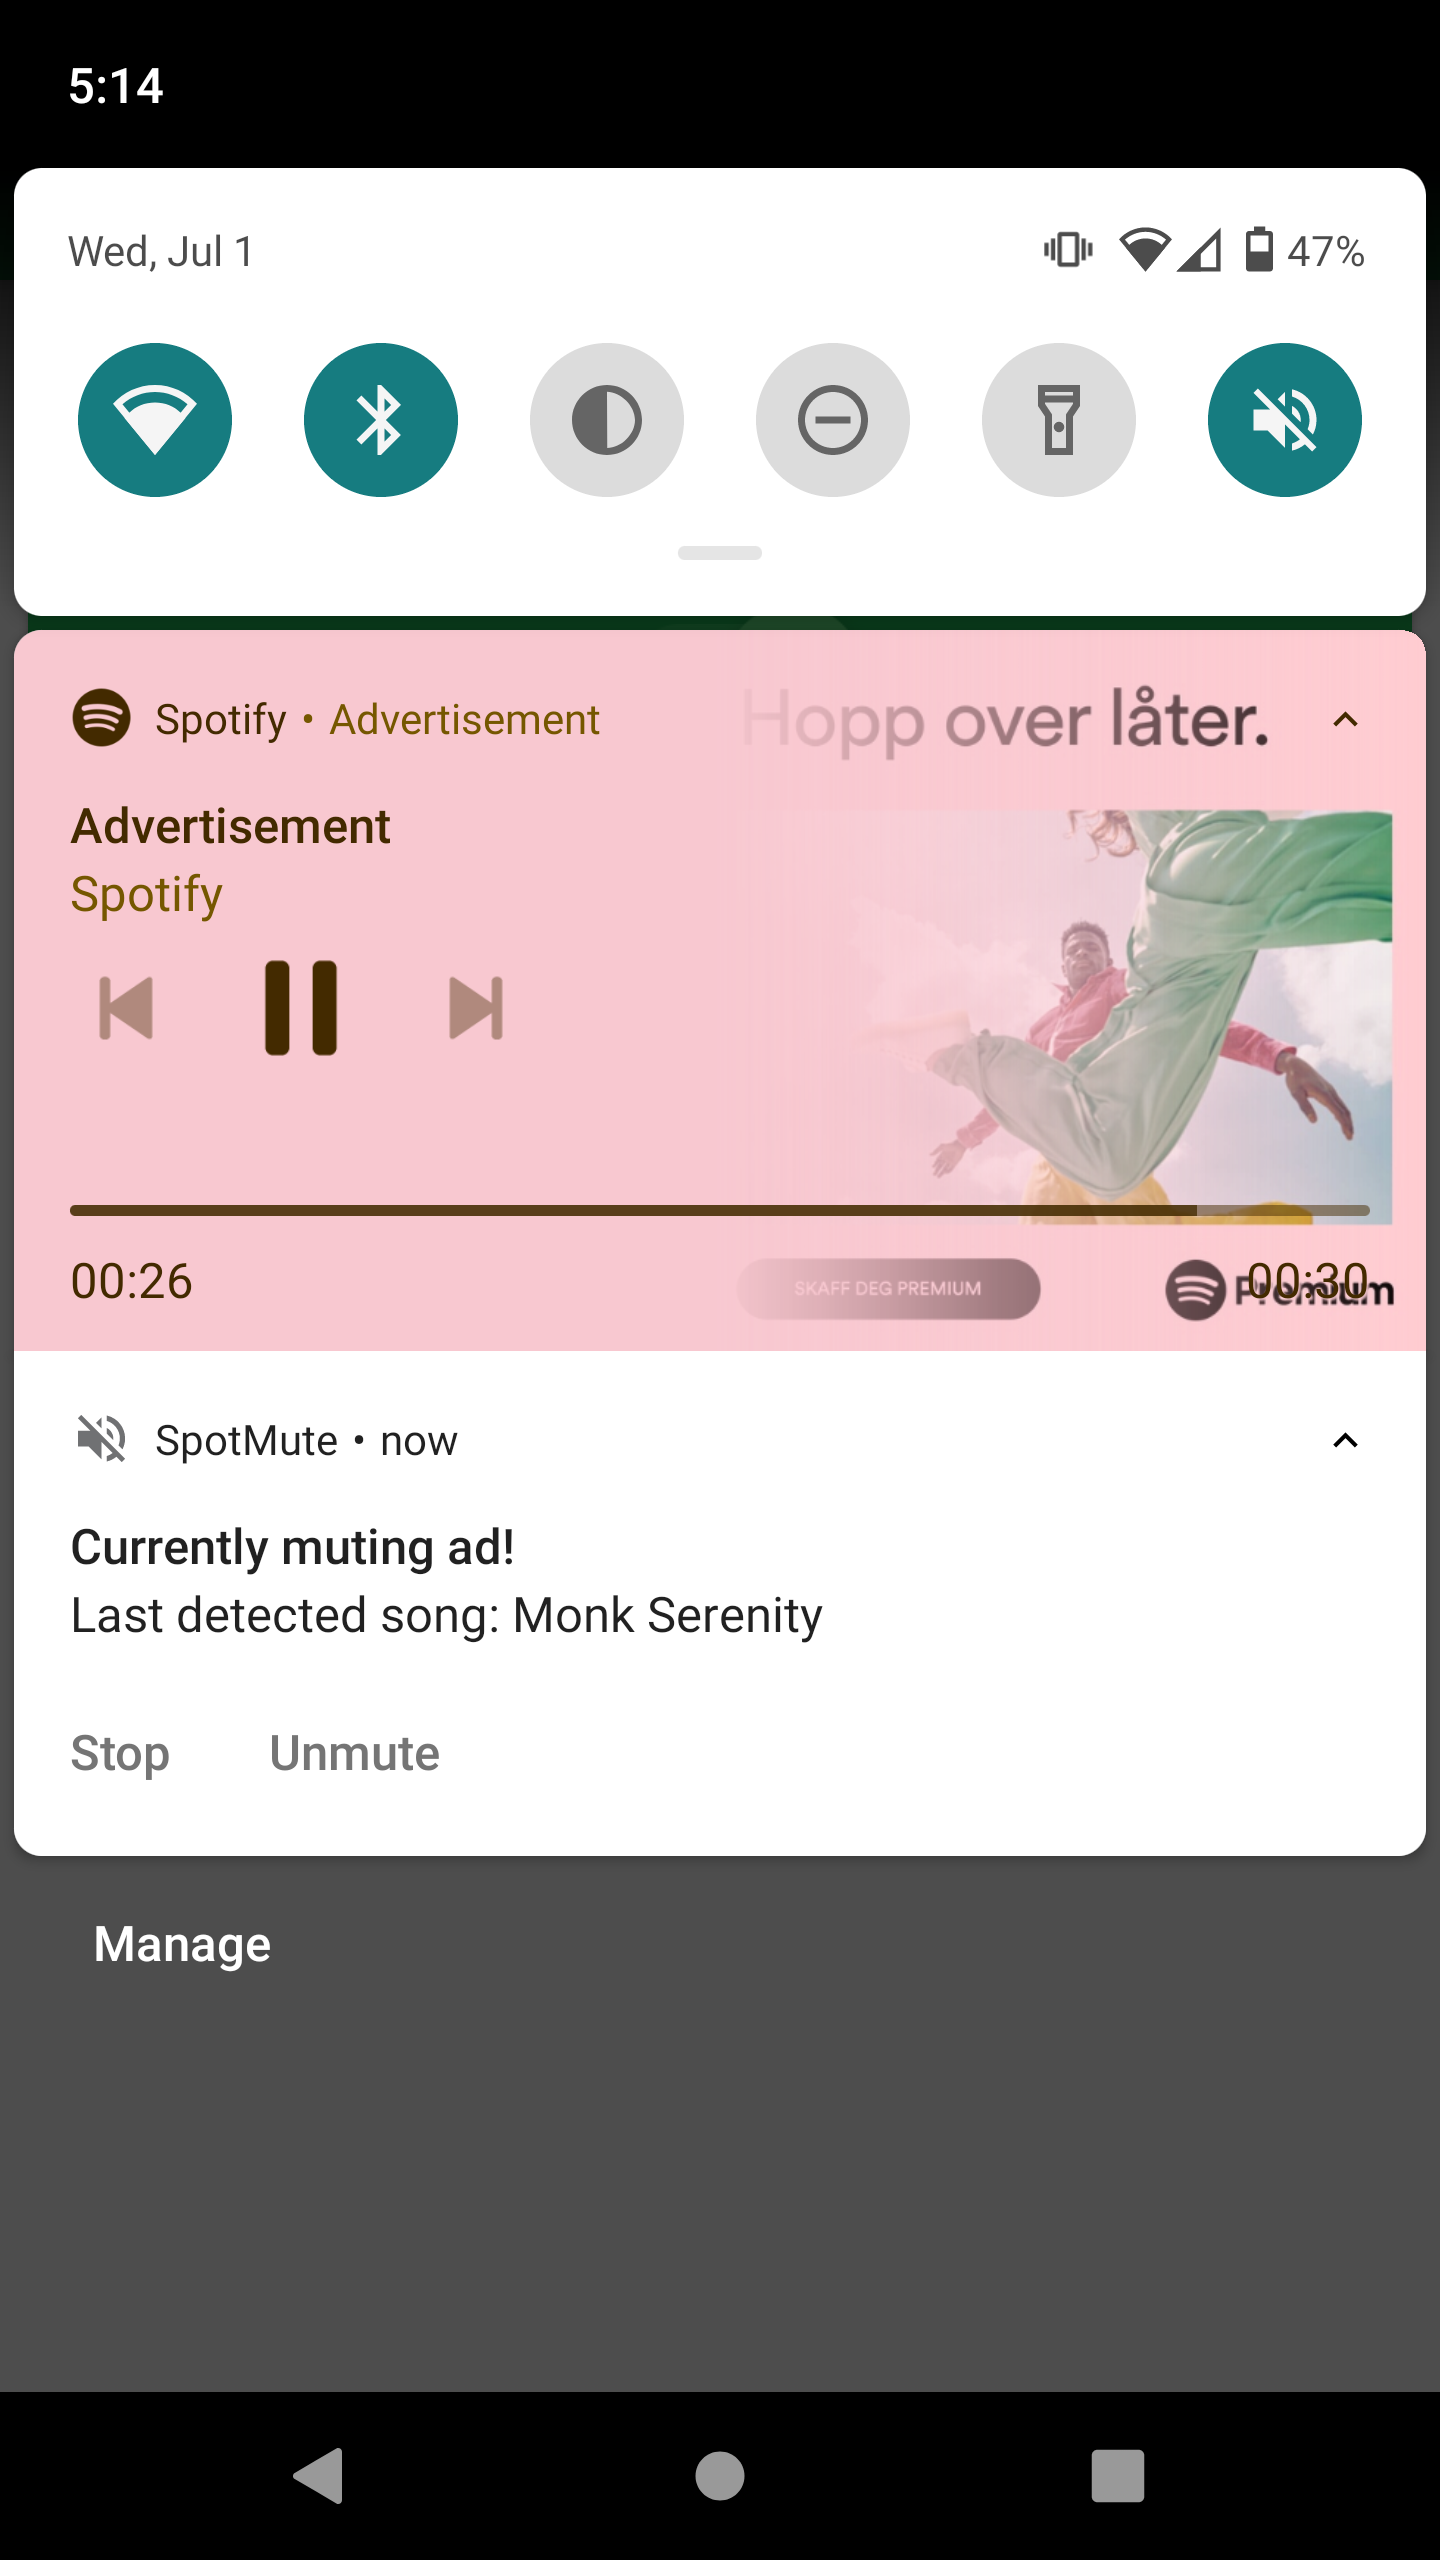 5:14
Wed, Jul 1
47%
Spotify • Advertisement
Hopp over låter.
Advertisement
Spotify
00:26
SKAFF DEG PREMIUM
Premium
00:30
SpotMute • now
Currently muting ad!
Last detected song: Monk Serenity
Stop Unmute
Manage